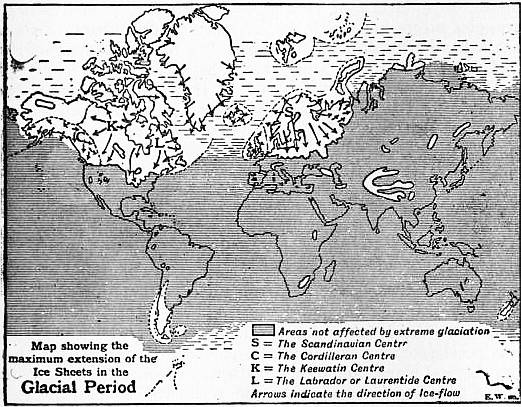 K
C
L
S
Map showing the
maximum extension of the
Ice Sheets in the
Glacial Period
Areas not affected by extreme glaciation
S = The Scandinavian Centrr
C = The Cordilleran Centre
K = The Keewatin Centre
L = The Labrador or Laurentide Centre
Arrows indicate the direction of Ice-flow